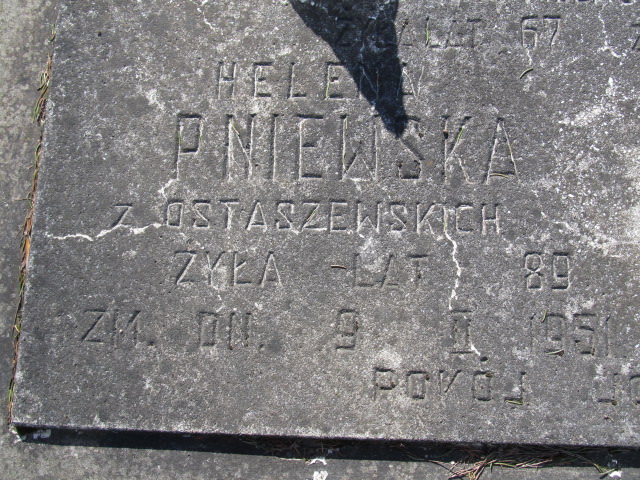 LAT 67
HELENA
PNIEWSKA
Z OSTASZEWSKICH
ŻYŁA LAT 89
ZM. DN. 9 II. 1951
POKÓJ